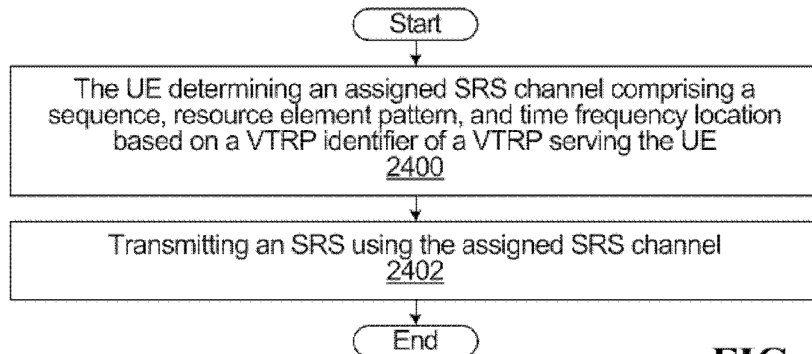 Start
The UE determining an assigned SRS channel comprising a
sequence, resource element pattern, and time frequency location
based on a VTRP identifier of a VTRP serving the UE
2400
Transmitting an SRS using the assigned SRS channel
2402
End